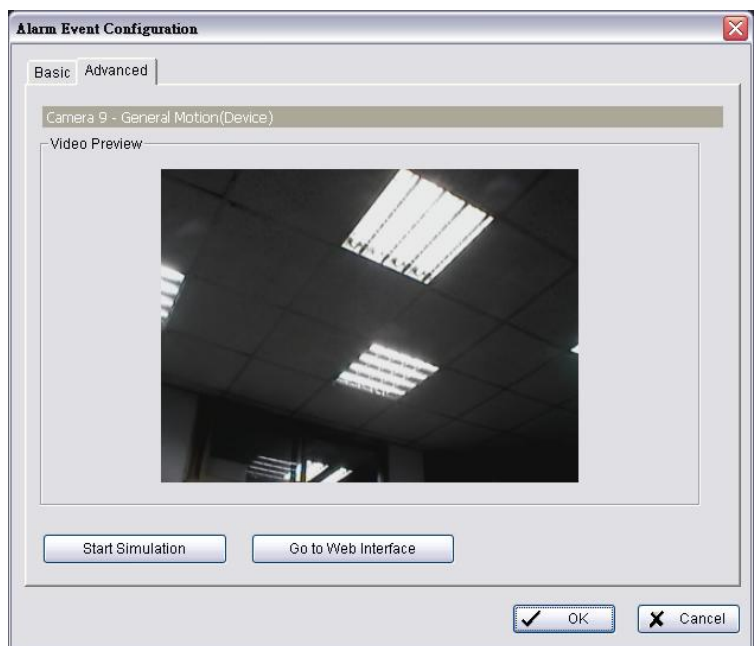 Alarm Event Configuration
Basic Advanced
Camera 9 - General Motion(Device)
Video Preview
Start Simulation Go to Web Interface
OK Cancel